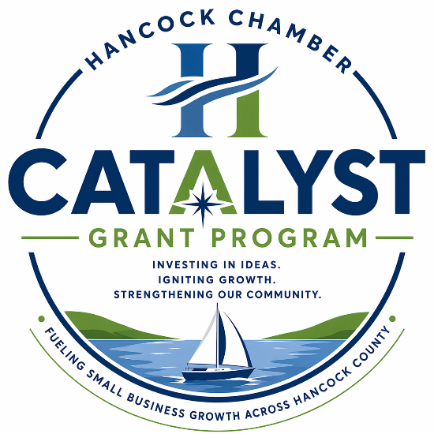 HANCOCK CHAMBER
H
CATALYST
GRANT PROGRAM
INVESTING IN IDEAS.
IGNITING GROWTH.
STRENGTHENING OUR COMMUNITY.
FUELING SMALL BUSINESS GROWTH ACROSS HANCOCK COUNTY